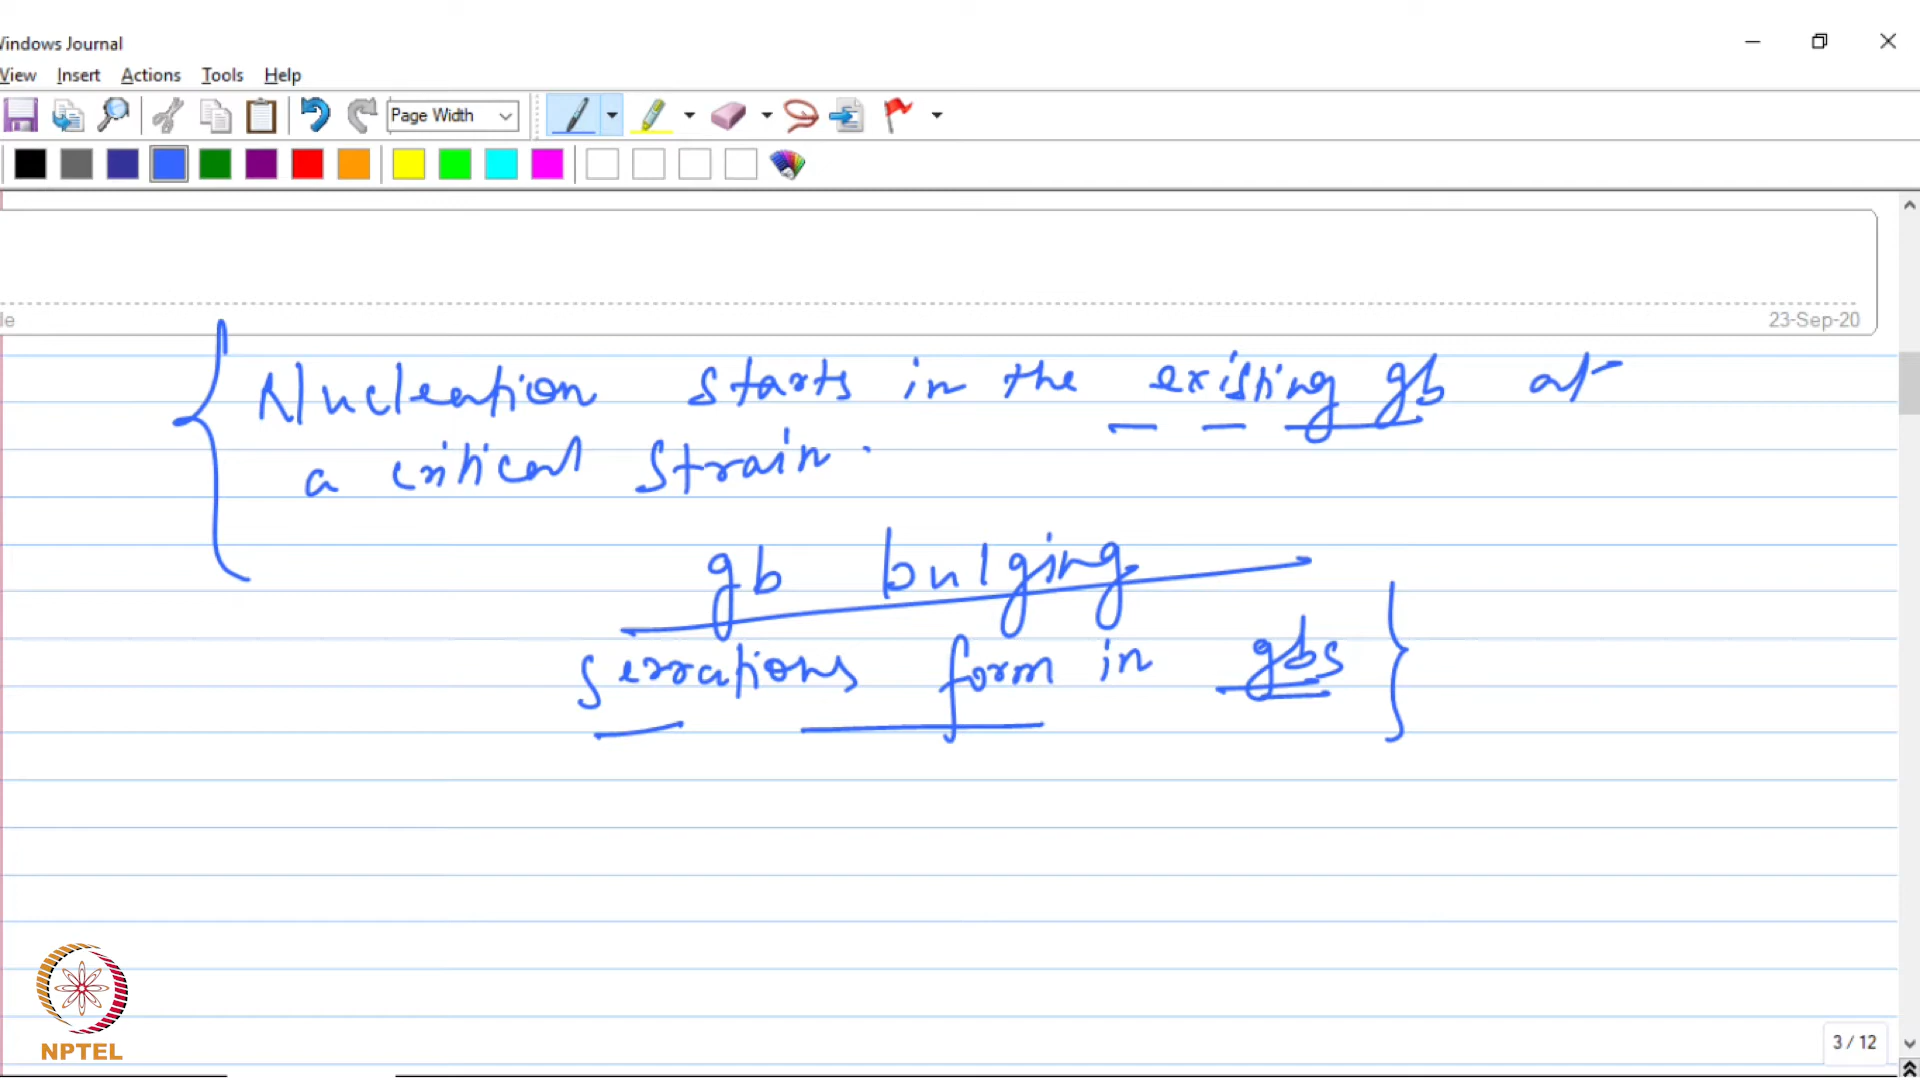 Windows Journal
View Insert Actions Tools Help
Page Width
le
23-Sep-20
Nucleation starts in the existing gb at
a critical strain.
gb bulging
serrations form in gbs
NPTEL
3 / 12